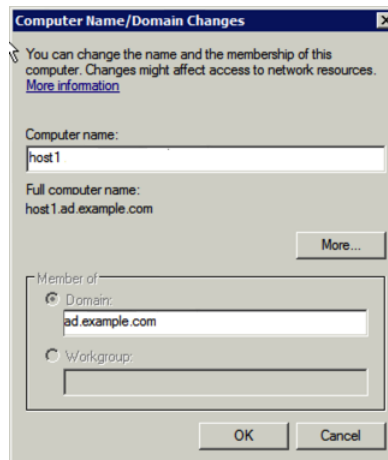 Computer Name/Domain Changes
You can change the name and the membership of this
computer. Changes might affect access to network resources.
More information
Computer name:
host1
Full computer name:
host1.ad.example.com
More...
Member of
Domain:
ad.example.com
Workgroup:
OK
Cancel